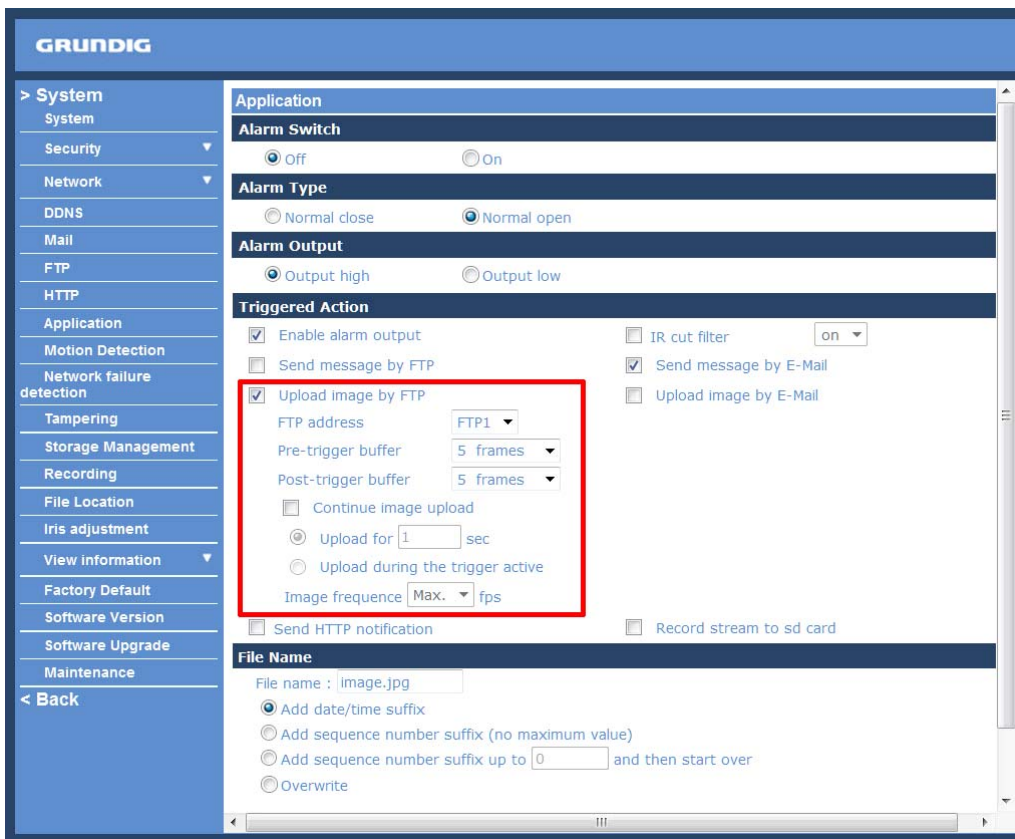 GRUNDIG
> System
System
Security
Network
DDNS
Mail
FTP
HTTP
Application
Motion Detection
Network failure
detection
Tampering
Storage Management
Recording
File Location
Iris adjustment
View information
Factory Default
Software Version
Software Upgrade
Maintenance
< Back
Application
Alarm Switch
Off On
Alarm Type
Normal close Normal open
Alarm Output
Output high Output low
Triggered Action
Enable alarm output IR cut filter on
Send message by FTP Send message by E-Mail
Upload image by FTP Upload image by E-Mail
FTP address FTP1
Pre-trigger buffer 5 frames
Post-trigger buffer 5 frames
Continue image upload
Upload for 1 sec
Upload during the trigger active
Image frequence Max. fps
Send HTTP notification Record stream to sd card
File Name
File name : image.jpg
Add date/time suffix
Add sequence number suffix (no maximum value)
Add sequence number suffix up to 0 and then start over
Overwrite